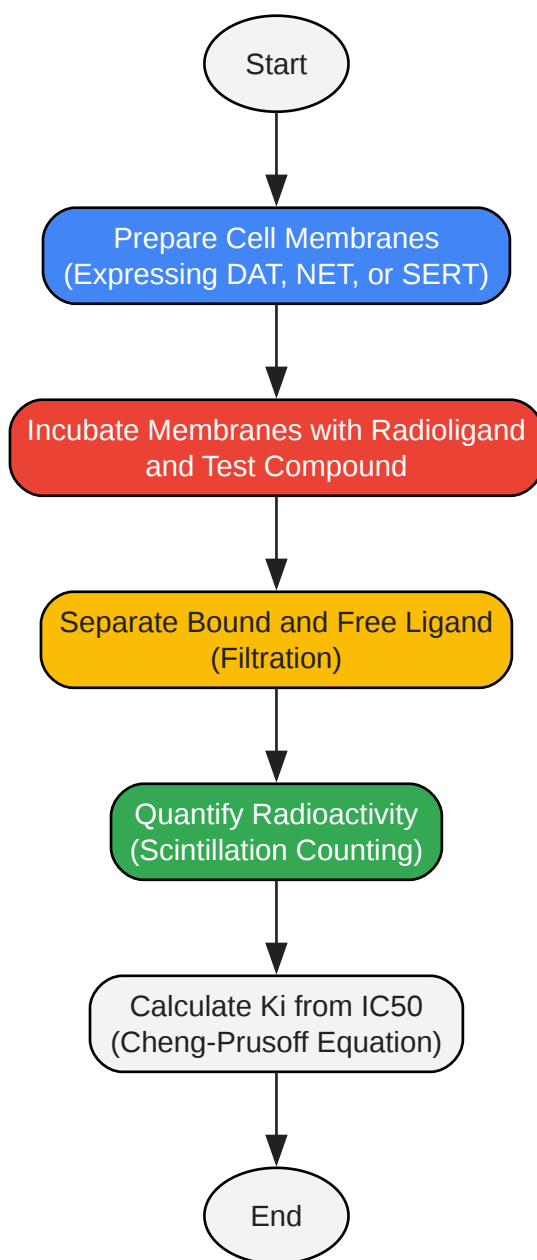 Start
Prepare Cell Membranes
(Expressing DAT, NET, or SERT)
Incubate Membranes with Radioligand
and Test Compound
Separate Bound and Free Ligand
(Filtration)
Quantify Radioactivity
(Scintillation Counting)
Calculate Ki from IC50
(Cheng-Prusoff Equation)
End